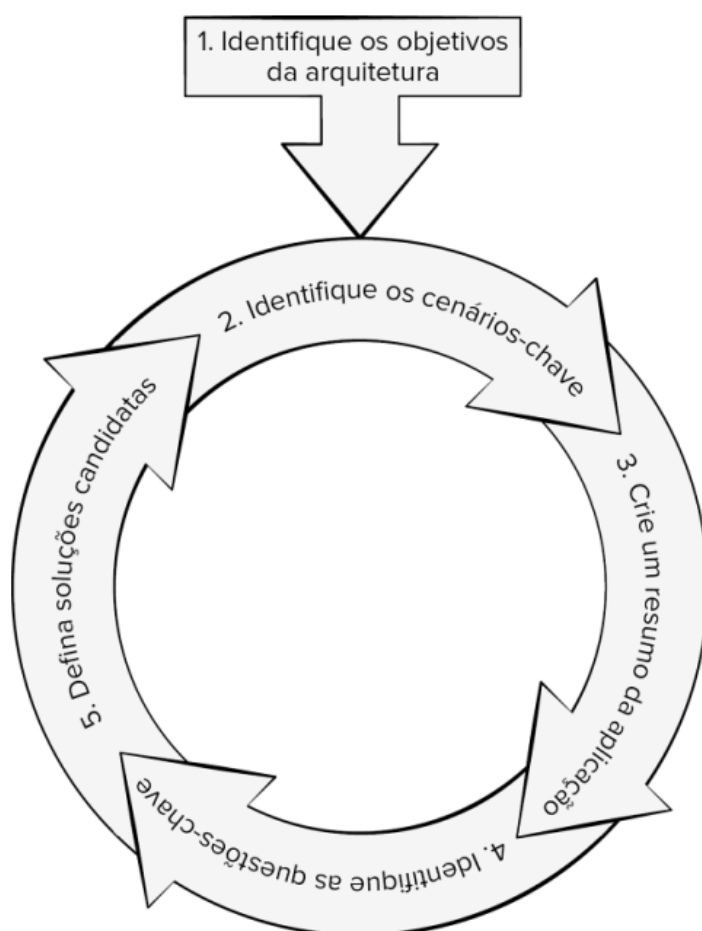 1. Identifique os objetivos
da arquitetura
2. Identifique os cenários-chave
3. Crie um resumo da aplicação
4. Identifique as questões-chave
5. Defina soluções candidatas